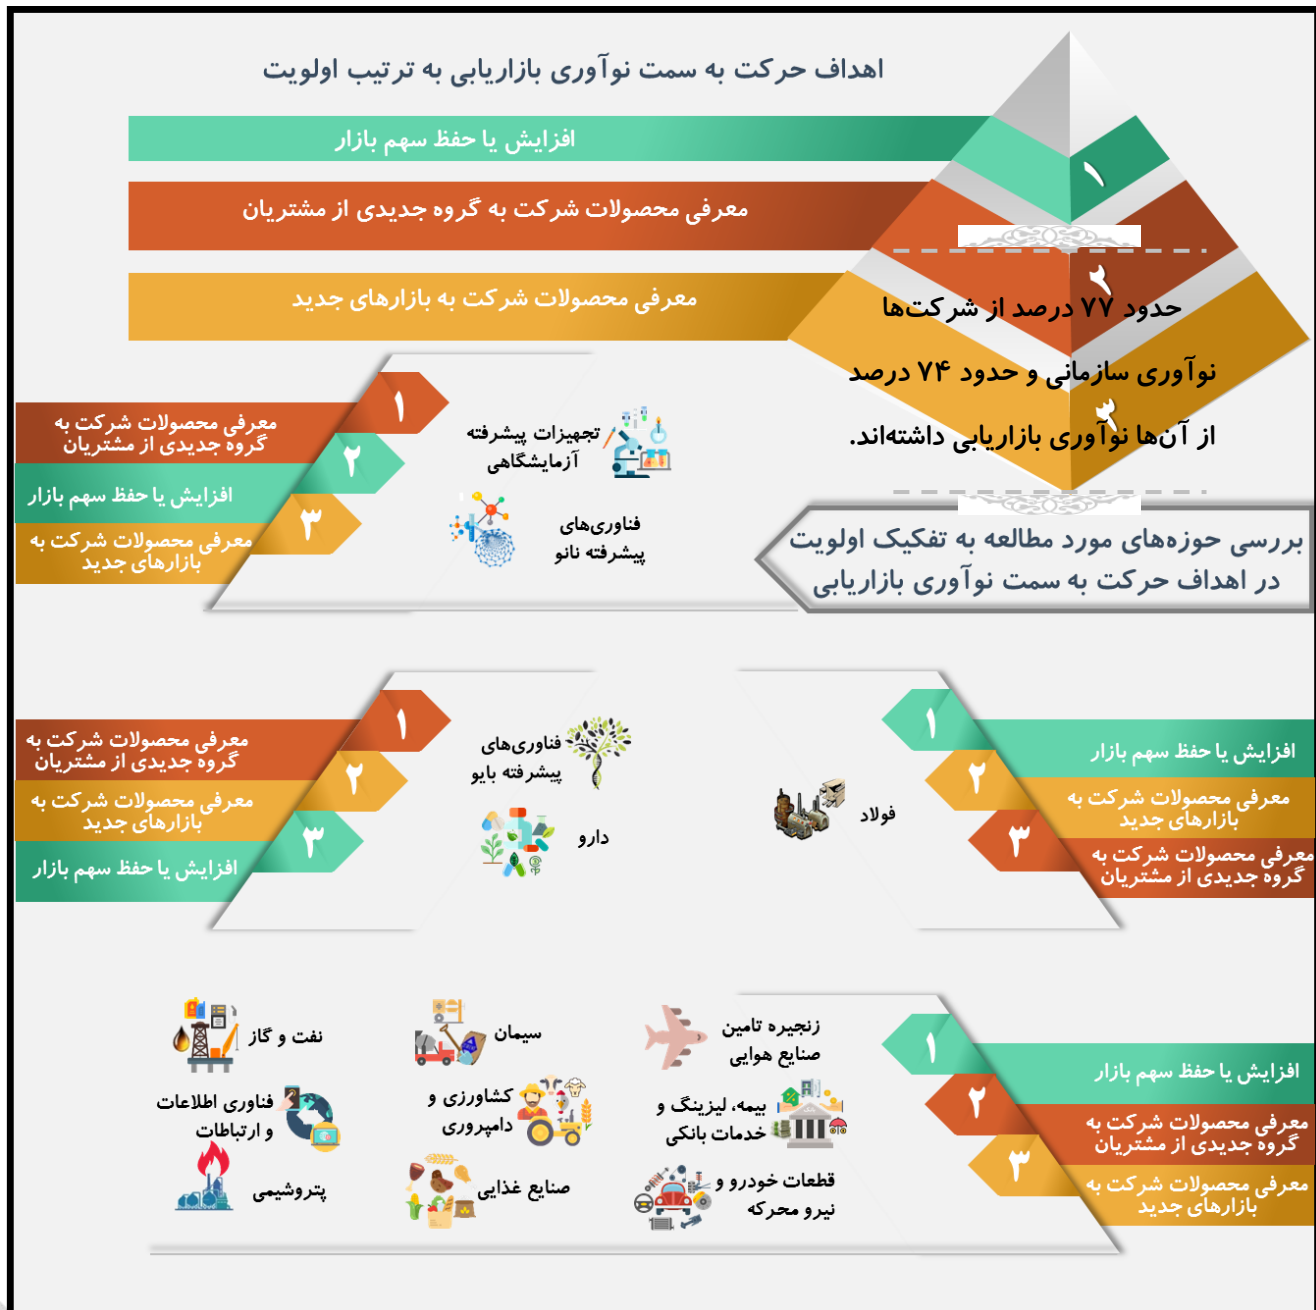 اهداف حرکت به سمت نوآوری بازاریابی به ترتیب اولویت
۱
افزایش یا حفظ سهم بازار
۲
معرفی محصولات شرکت به گروه جدیدی از مشتریان
۳
معرفی محصولات شرکت به بازارهای جدید
حدود ۷۷ درصد از شرکت‌ها
نوآوری سازمانی و حدود ۷۴ درصد
از آن‌ها نوآوری بازاریابی داشته‌اند.
بررسی حوزه‌های مورد مطالعه به تفکیک اولویت
در اهداف حرکت به سمت نوآوری بازاریابی
تجهیزات پیشرفته
آزمایشگاهی
فناوری‌های
پیشرفته نانو
۱
معرفی محصولات شرکت به
گروه جدیدی از مشتریان
۲
افزایش یا حفظ سهم بازار
۳
معرفی محصولات شرکت به
بازارهای جدید
۱
افزایش یا حفظ سهم بازار
۲
معرفی محصولات شرکت به
بازارهای جدید
۳
معرفی محصولات شرکت به
گروه جدیدی از مشتریان
فولاد
فناوری‌های
پیشرفته بایو
دارو
۱
معرفی محصولات شرکت به
گروه جدیدی از مشتریان
۲
معرفی محصولات شرکت به
بازارهای جدید
۳
افزایش یا حفظ سهم بازار
۱
افزایش یا حفظ سهم بازار
۲
معرفی محصولات شرکت به
گروه جدیدی از مشتریان
۳
معرفی محصولات شرکت به
بازارهای جدید
زنجیره تامین
صنایع هوایی
بیمه، لیزینگ و
خدمات بانکی
قطعات خودرو و
نیرو محرکه
سیمان
کشاورزی و
دامپروری
صنایع غذایی
نفت و گاز
فناوری اطلاعات
و ارتباطات
پتروشیمی